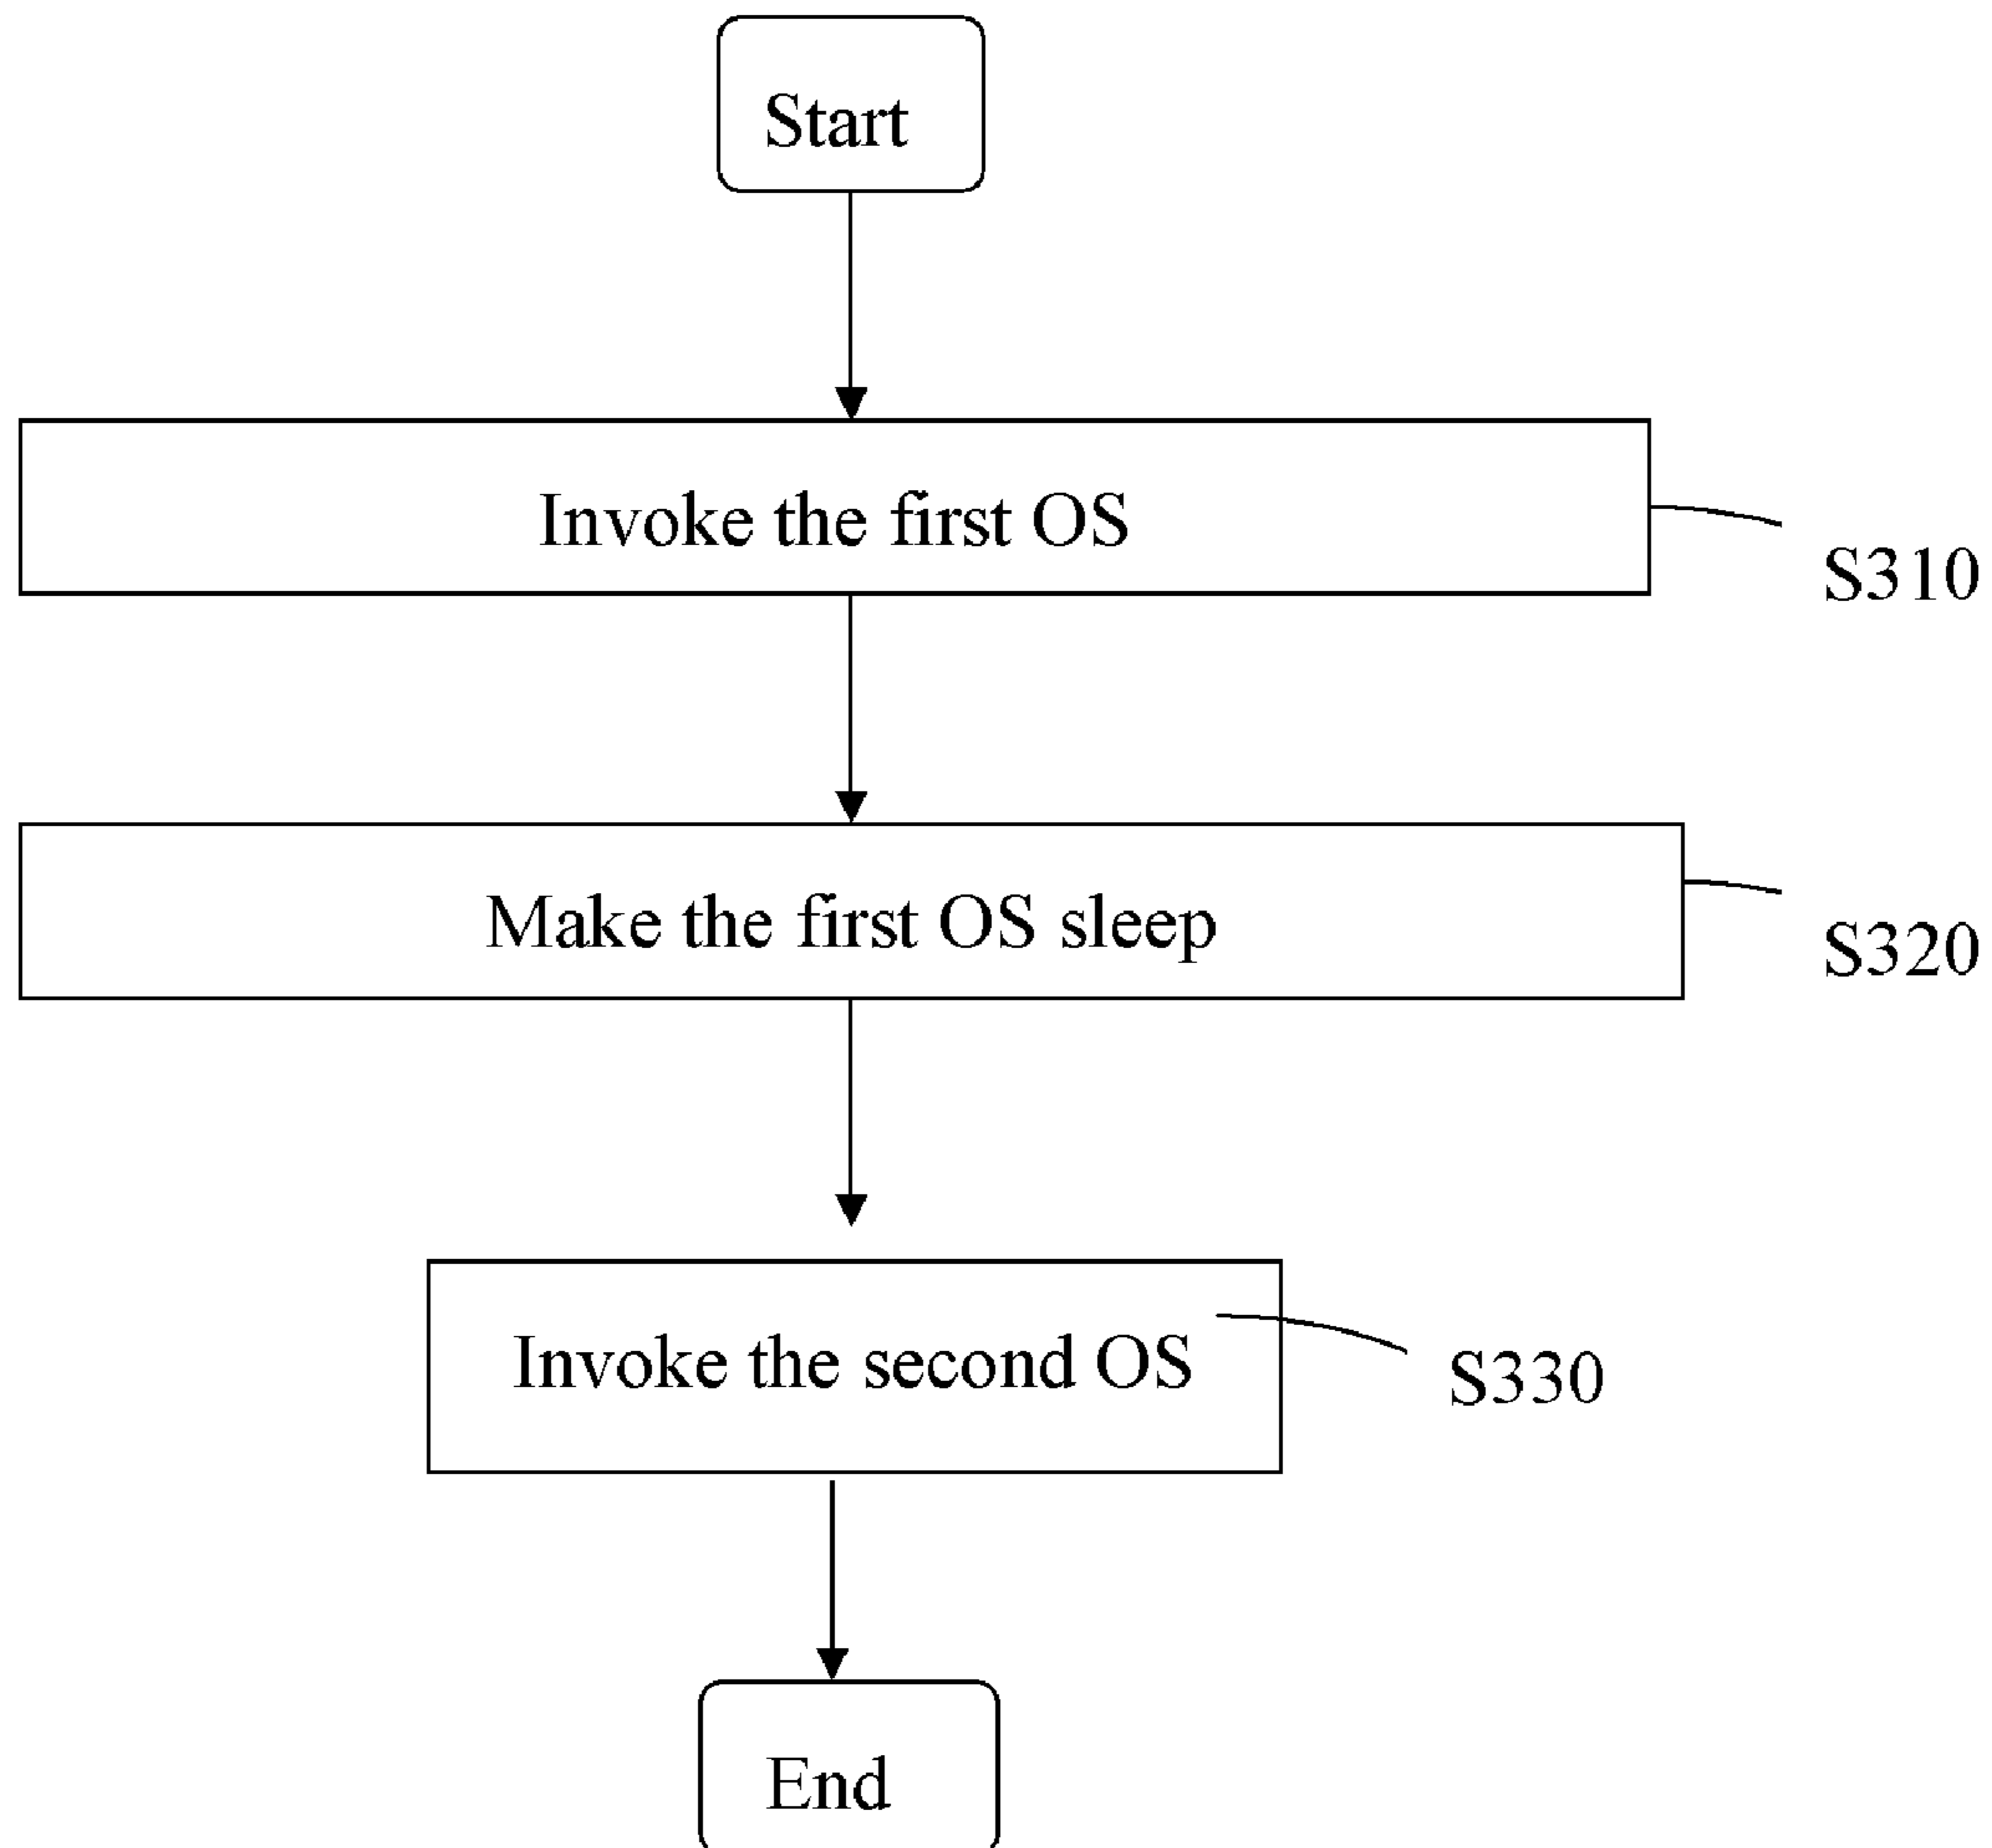 Start
Invoke the first OS
S310
Make the first OS sleep
S320
Invoke the second OS
S330
End